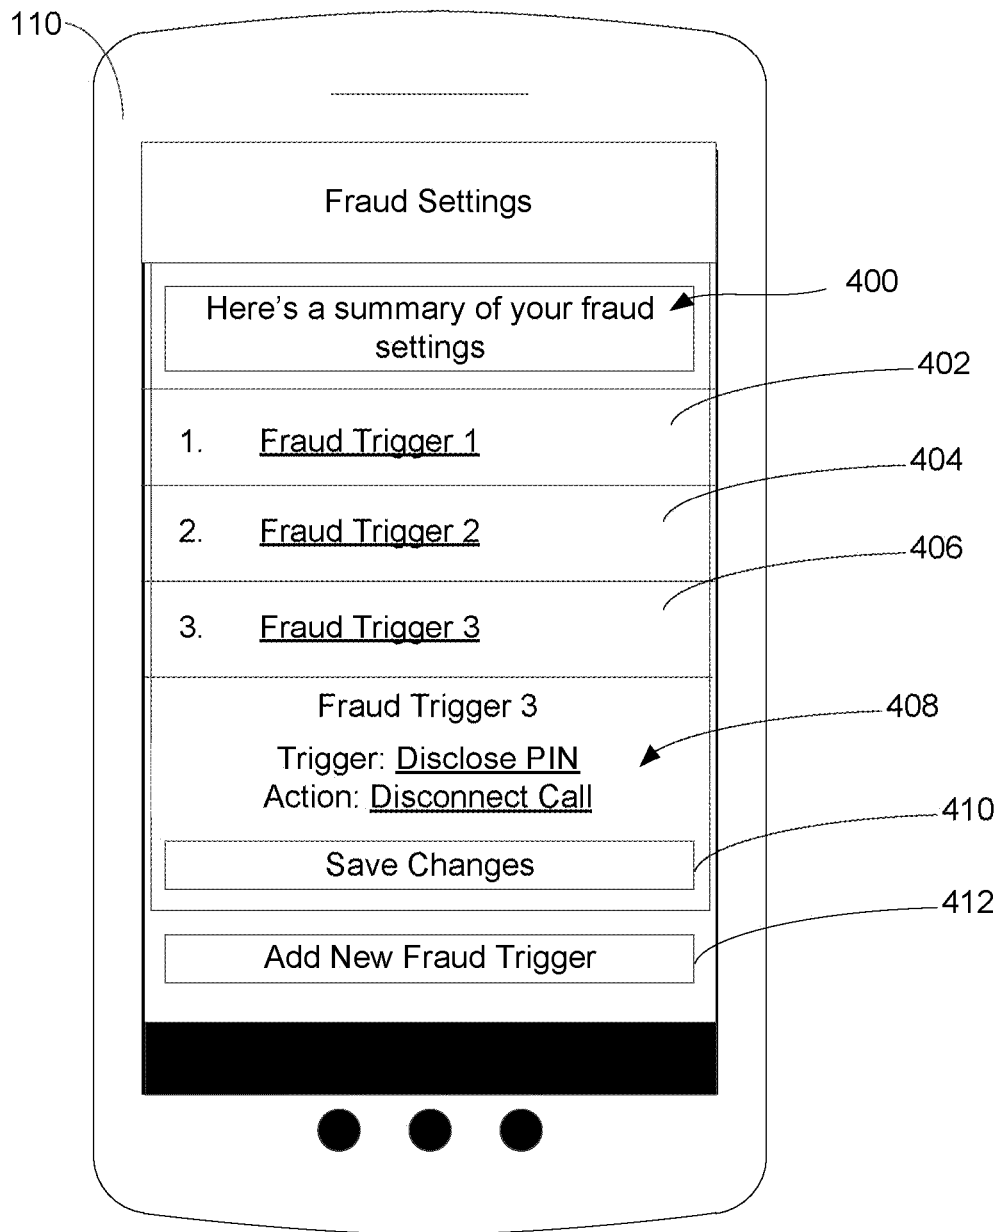 110
Fraud Settings
Here's a summary of your fraud
settings
400
402
1. Fraud Trigger 1
404
2. Fraud Trigger 2
406
3. Fraud Trigger 3
Fraud Trigger 3
408
Trigger: Disclose PIN
Action: Disconnect Call
410
Save Changes
412
Add New Fraud Trigger